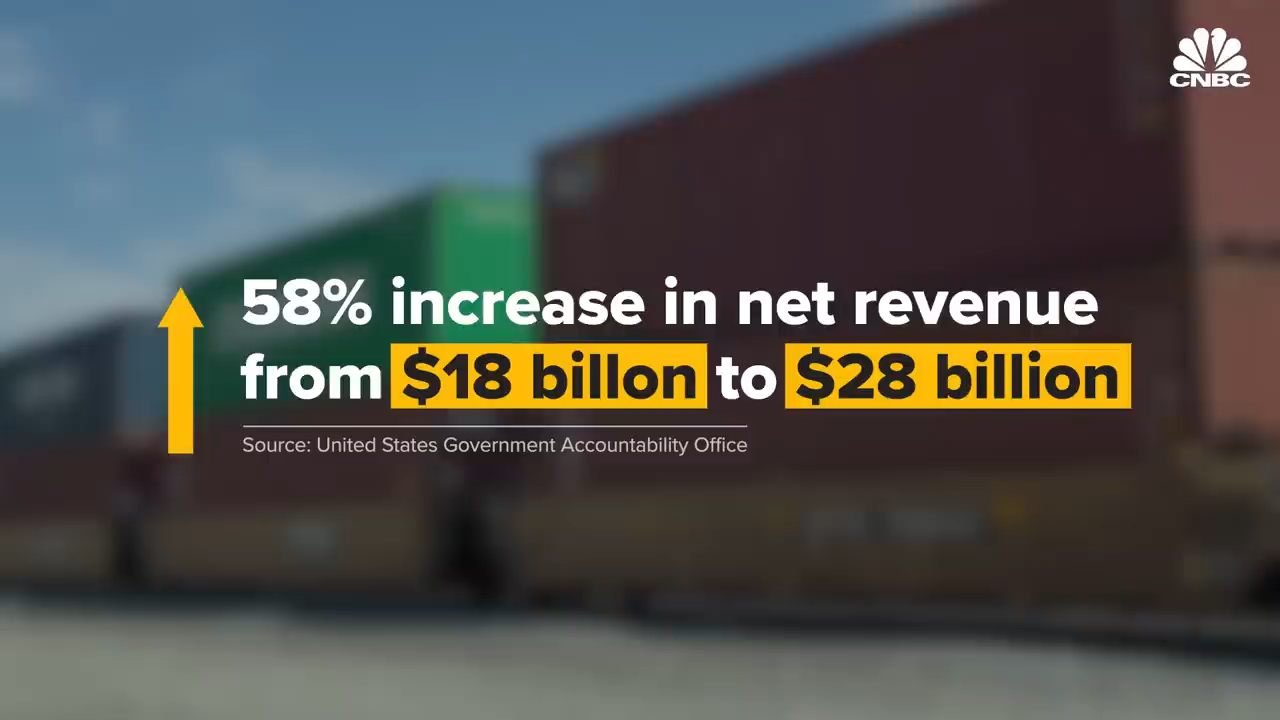 CNBC
58% increase in net revenue
from $18 billon to $28 billion
Source: United States Government Accountability Office